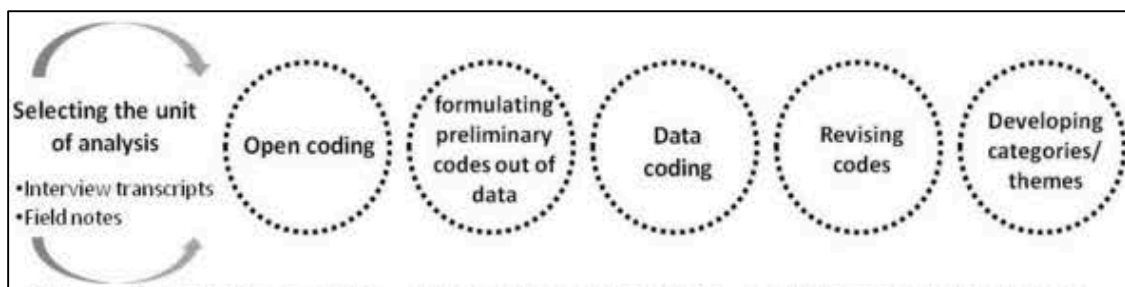 Selecting the unit
of analysis
•Interview transcripts
•Field notes
Open coding
formulating
preliminary
codes out of
data
Data
coding
Revising
codes
Developing
categories/
themes